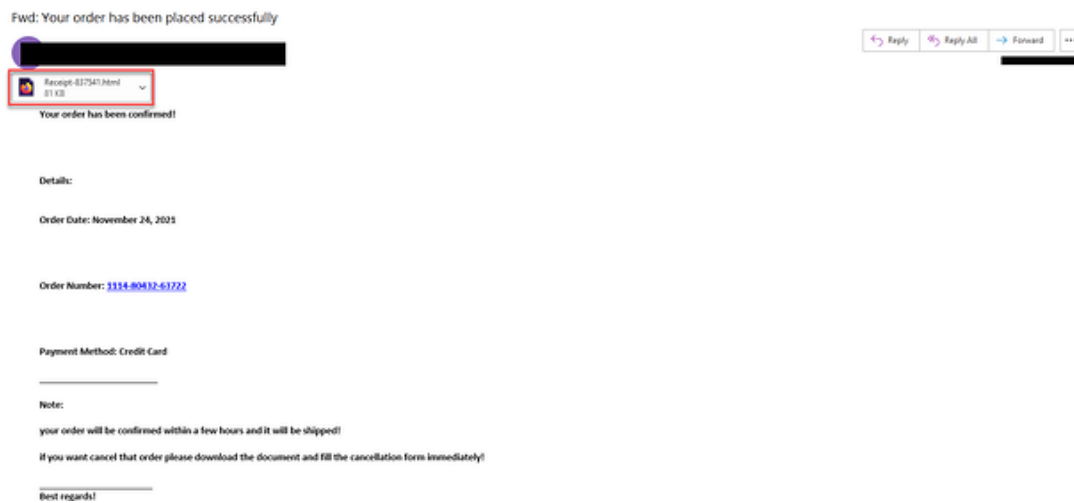 Fwd: Your order has been placed successfully
Reply
Reply All
Forward
Receipt-837541.html
81 KB
Your order has been confirmed!
Details:
Order Date: November 24, 2021
Order Number: 1114-80432-63722
Payment Method: Credit Card
Note:
your order will be confirmed within a few hours and it will be shipped!
if you want cancel that order please download the document and fill the cancellation form immediately!
Best regards!